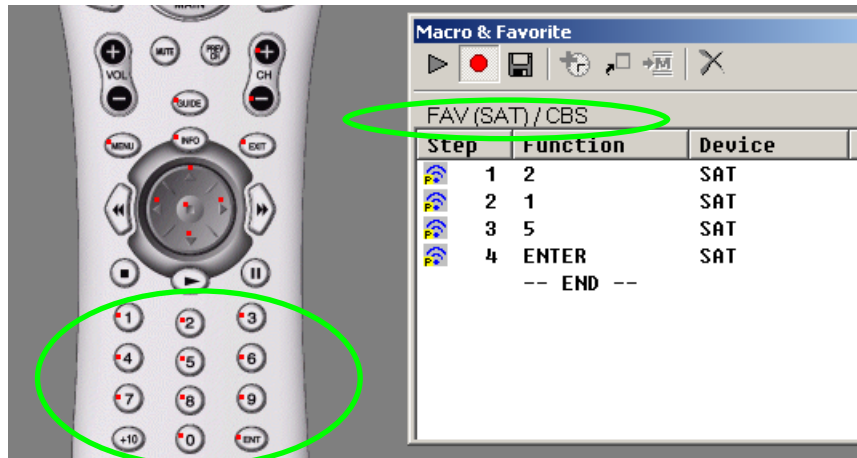 MAIN
MUTE
PREV CH
VOL
CH
GUIDE
MENU
INFO
EXIT
1 2 3
4 5 6
7 8 9
+10 0 ENT
Macro & Favorite
FAV (SAT) / CBS
Step Function Device
1 2 SAT
2 1 SAT
3 5 SAT
4 ENTER SAT
-- END --